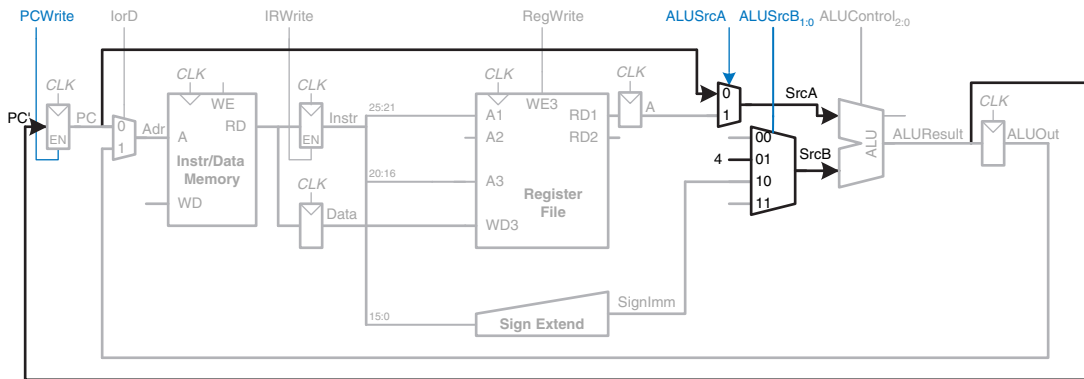 PCWrite IorD IRWrite RegWrite ALUSrcA ALUSrcB1:0 ALUControl2:0
CLK CLK CLK CLK CLK CLK
PC' PC EN
0 1 Adr
WE A RD Instr/Data Memory WD
EN Instr
CLK Data
25:21
20:16
15:0
WE3 A1 RD1 A2 RD2 A3 Register File WD3
A
0 1 SrcA
00
4 01
10
11
SrcB
ALU ALUResult ALUOut
SignImm
Sign Extend